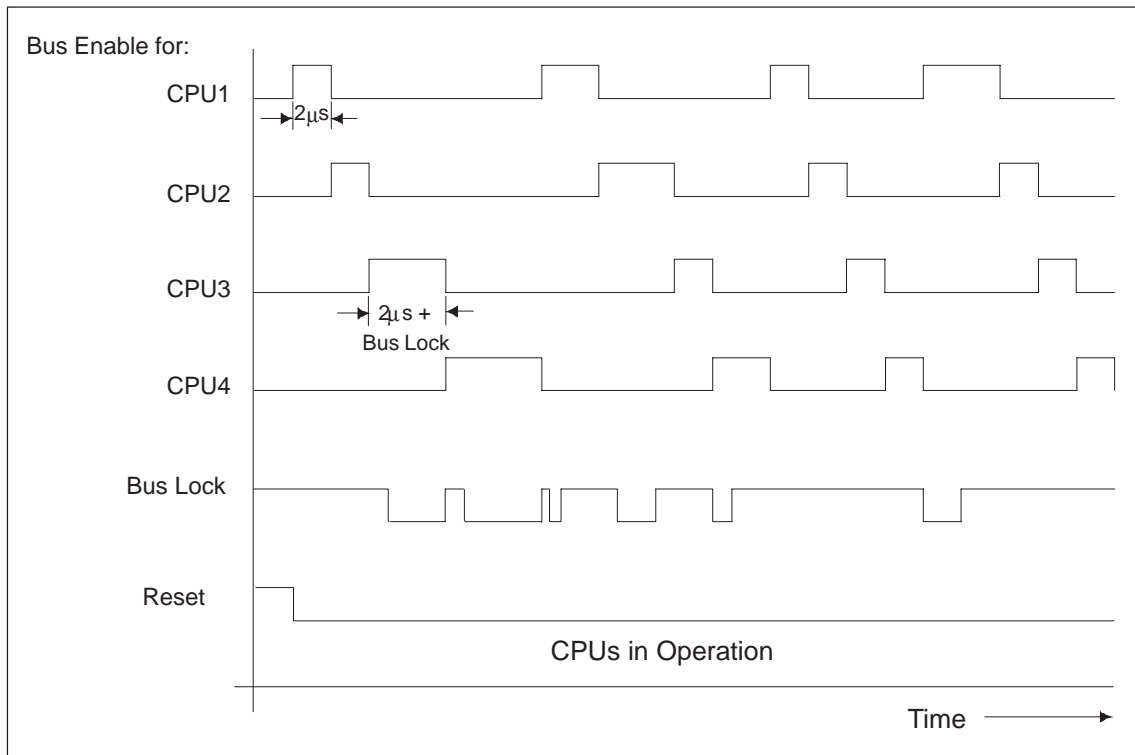 Bus Enable for:
CPU1
2μs
CPU2
CPU3
2μs +
Bus Lock
CPU4
Bus Lock
Reset
CPUs in Operation
Time